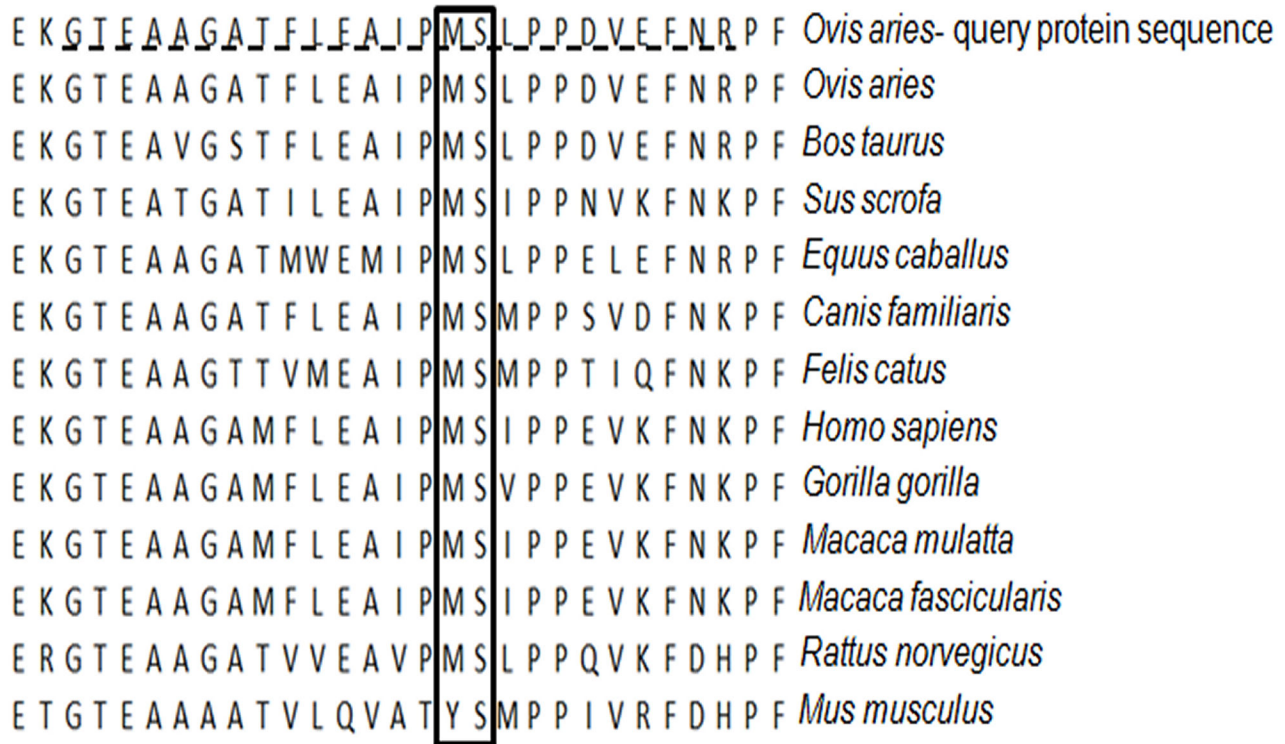 E K G T E A A G A T F L E A I P M S L P P D V E F N R P F Ovis aries- query protein sequence
E K G T E A A G A T F L E A I P M S L P P D V E F N R P F Ovis aries
E K G T E A V G S T F L E A I P M S L P P D V E F N R P F Bos taurus
E K G T E A T G A T I L E A I P M S I P P N V K F N K P F Sus scrofa
E K G T E A A G A T M W E M I P M S L P P E L E F N R P F Equus caballus
E K G T E A A G A T F L E A I P M S M P P S V D F N K P F Canis familiaris
E K G T E A A G T T V M E A I P M S M P P T I Q F N K P F Felis catus
E K G T E A A G A M F L E A I P M S I P P E V K F N K P F Homo sapiens
E K G T E A A G A M F L E A I P M S V P P E V K F N K P F Gorilla gorilla
E K G T E A A G A M F L E A I P M S I P P E V K F N K P F Macaca mulatta
E K G T E A A G A M F L E A I P M S I P P E V K F N K P F Macaca fascicularis
E R G T E A A G A T V V E A V P M S L P P Q V K F D H P F Rattus norvegicus
E T G T E A A A A T V L Q V A T Y S M P P I V R F D H P F Mus musculus